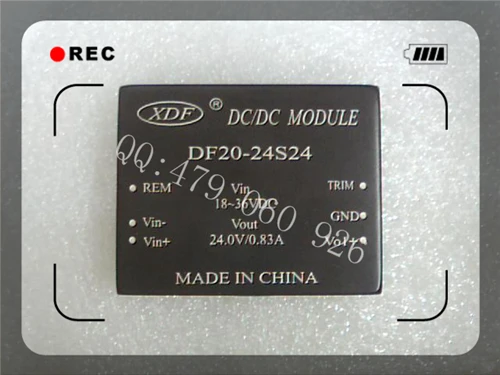 REC
XDF ® DC/DC MODULE
DF20-24S24
REM Vin TRIM
18~36VDC
GND
Vin- Vout
Vin+ 24.0V/0.83A Vo1+
MADE IN CHINA
QQ:479 060 926